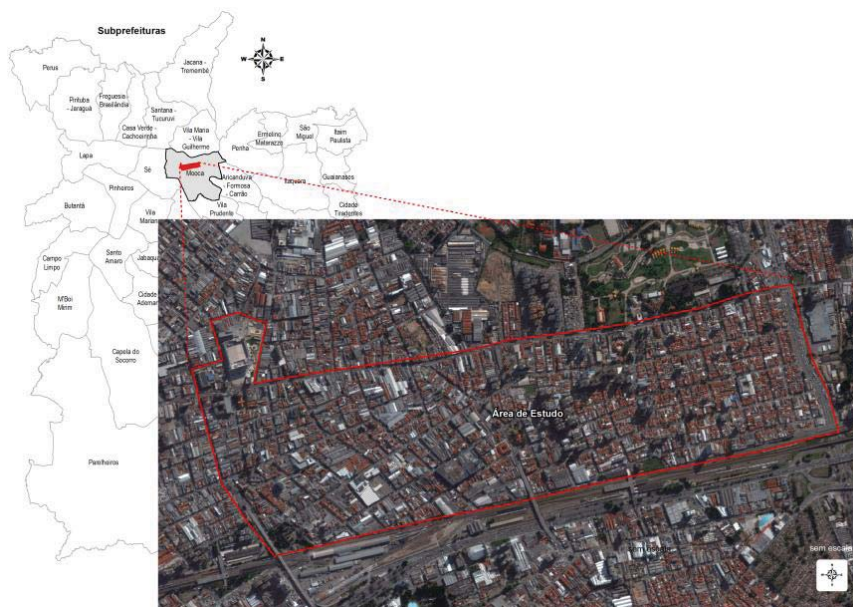 Subprefeituras
N
W E
S
Perus
Jacana -
Tremembé
Pirituba
- Jaraguá
Freguesia -
Brasilândia
Santana -
Tucuruvi
Casa Verde -
Cachoeirinha
Vila Maria - Vila
Guilherme
Penha
Ermelino
Matarazzo
São
Miguel
Itaim
Paulista
Lapa
Sé
Mooca
Aricanduva
- Formosa
- Carrão
Itaquera
Guaianases
Pinheiros
Butantã
Vila
Mariana
Vila
Prudente
Cidade
Tiradentes
Campo
Limpo
Santo
Amaro
Jabaqua
M'Boi
Mirim
Cidade
Ademar
Capela do
Socorro
Parelheiros
Área de Estudo
sem escala
sem escala